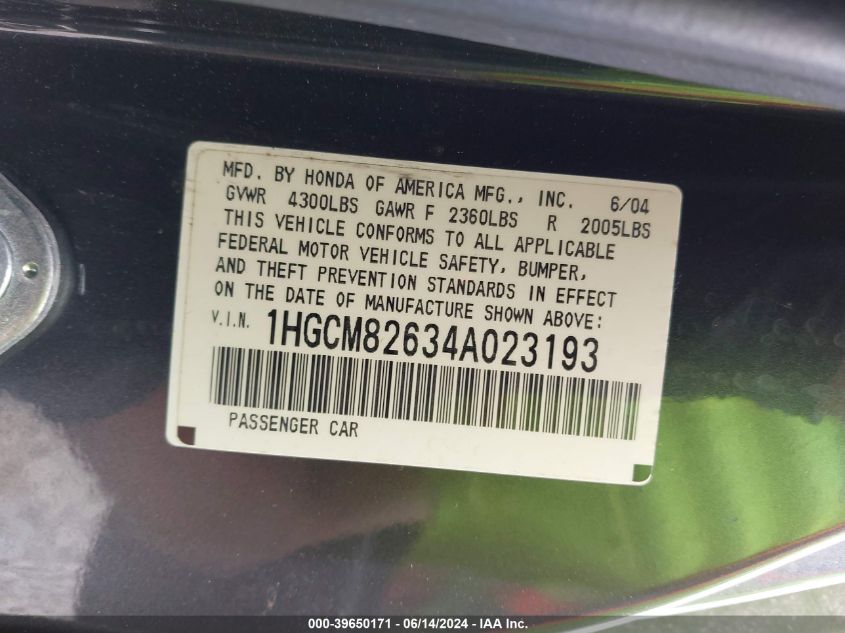 MFD. BY HONDA OF AMERICA MFG., INC. 6/04
GVWR 4300LBS GAWR F 2360LBS R 2005LBS
THIS VEHICLE CONFORMS TO ALL APPLICABLE
FEDERAL MOTOR VEHICLE SAFETY, BUMPER,
AND THEFT PREVENTION STANDARDS IN EFFECT
ON THE DATE OF MANUFACTURE SHOWN ABOVE:
V.I.N. 1HGCM82634A023193
PASSENGER CAR
000-39650171 - 06/14/2024 - IAAI.com